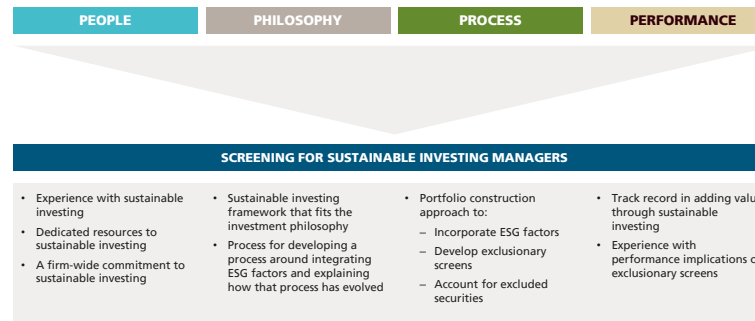 PEOPLE
PHILOSOPHY
PROCESS
PERFORMANCE
SCREENING FOR SUSTAINABLE INVESTING MANAGERS
• Experience with sustainable
investing
• Dedicated resources to
sustainable investing
• A firm-wide commitment to
sustainable investing
• Sustainable investing
framework that fits the
investment philosophy
• Process for developing a
process around integrating
ESG factors and explaining
how that process has evolved
• Portfolio construction
approach to:
– Incorporate ESG factors
– Develop exclusionary
screens
– Account for excluded
securities
• Track record in adding
through sustainable
investing
• Experience with
performance implications
exclusionary screens